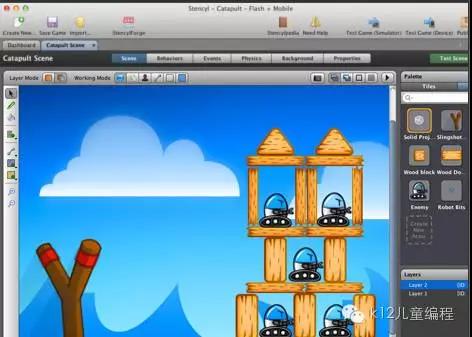 Stencyl – Catapult – Flash + Mobile
Create New...
Save Game
Import
StencylForge
Stencylpedia
Need Help
Test Game (Simulator)
Test Game (Device)
Dashboard
Catapult Scene
Catapult Scene
Scene
Behaviors
Events
Physics
Background
Properties
Test Scene
Layer Mode
Working Mode
Palette
Tiles
Solid Proj...
Slingshot
Wood block
Wood Do...
Enemy
Robot Bits
Create
New
Layers
Layer 2
Layer 1
k12儿童编程